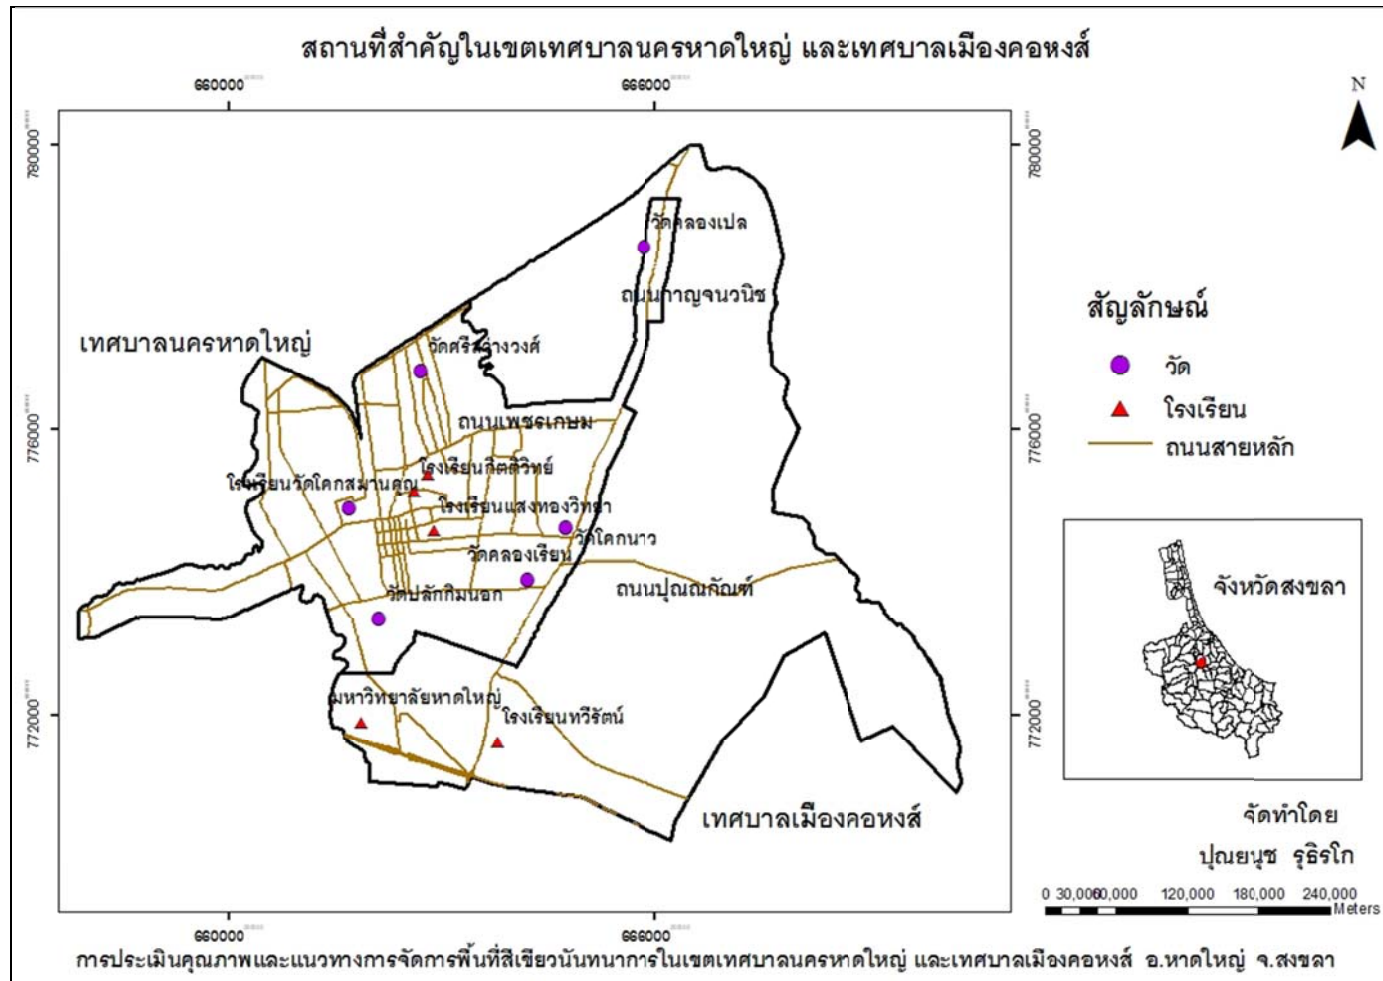 สถานที่สำคัญในเขตเทศบาลนครหาดใหญ่ และเทศบาลเมืองคอหงส์
660000 666000
N
780000 780000
วัดคลองเปล
ถนนกาญจนวนิช
สัญลักษณ์
เทศบาลนครหาดใหญ่
วัดศรีสว่างวงศ์
วัด
โรงเรียน
ถนนสายหลัก
776000 776000
ถนนเพชรเกษม
โรงเรียนกิตติวิทย์
โรงเรียนวัดโคกสมานคุณ
โรงเรียนแสงทองวิทยา
วัดโคกนาว
วัดคลองเรียน
ถนนปุณณกัณฑ์
วัดปลักกิมนอก
จังหวัดสงขลา
มหาวิทยาลัยหาดใหญ่
โรงเรียนทวีรัตน์
772000 772000
เทศบาลเมืองคอหงส์
จัดทำโดย
ปุณยนุช รุธิรโก
0 30,000 60,000 120,000 180,000 240,000
Meters
660000 666000
การประเมินคุณภาพและแนวทางการจัดการพื้นที่สีเขียวนันทนาการในเขตเทศบาลนครหาดใหญ่ และเทศบาลเมืองคอหงส์ อ.หาดใหญ่ จ.สงขลา